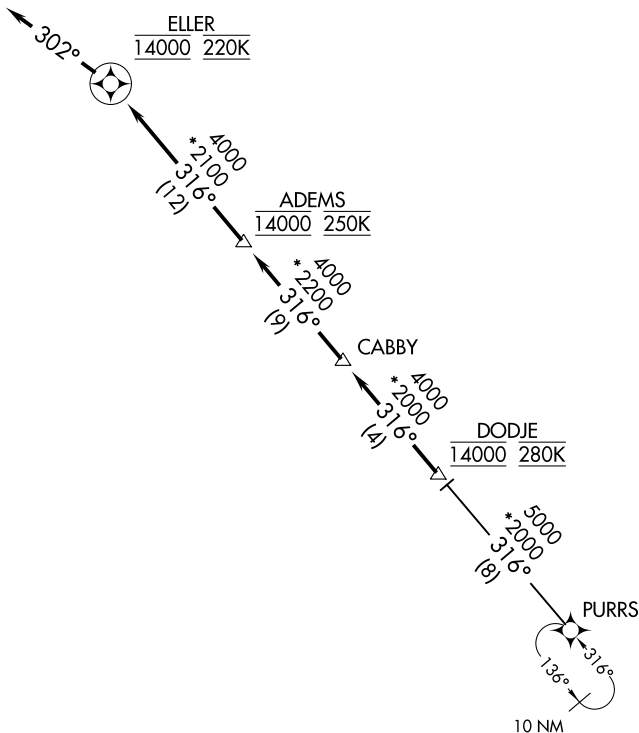 ELLER
14000 220K
302°
4000
*2100
316°
(12)
ADEMS
14000 250K
4000
*2200
316°
(9)
CABBY
4000
*2000
316°
(4)
DODJE
14000 280K
5000
*2000
316°
(8)
PURRS
316°
136°
10 NM